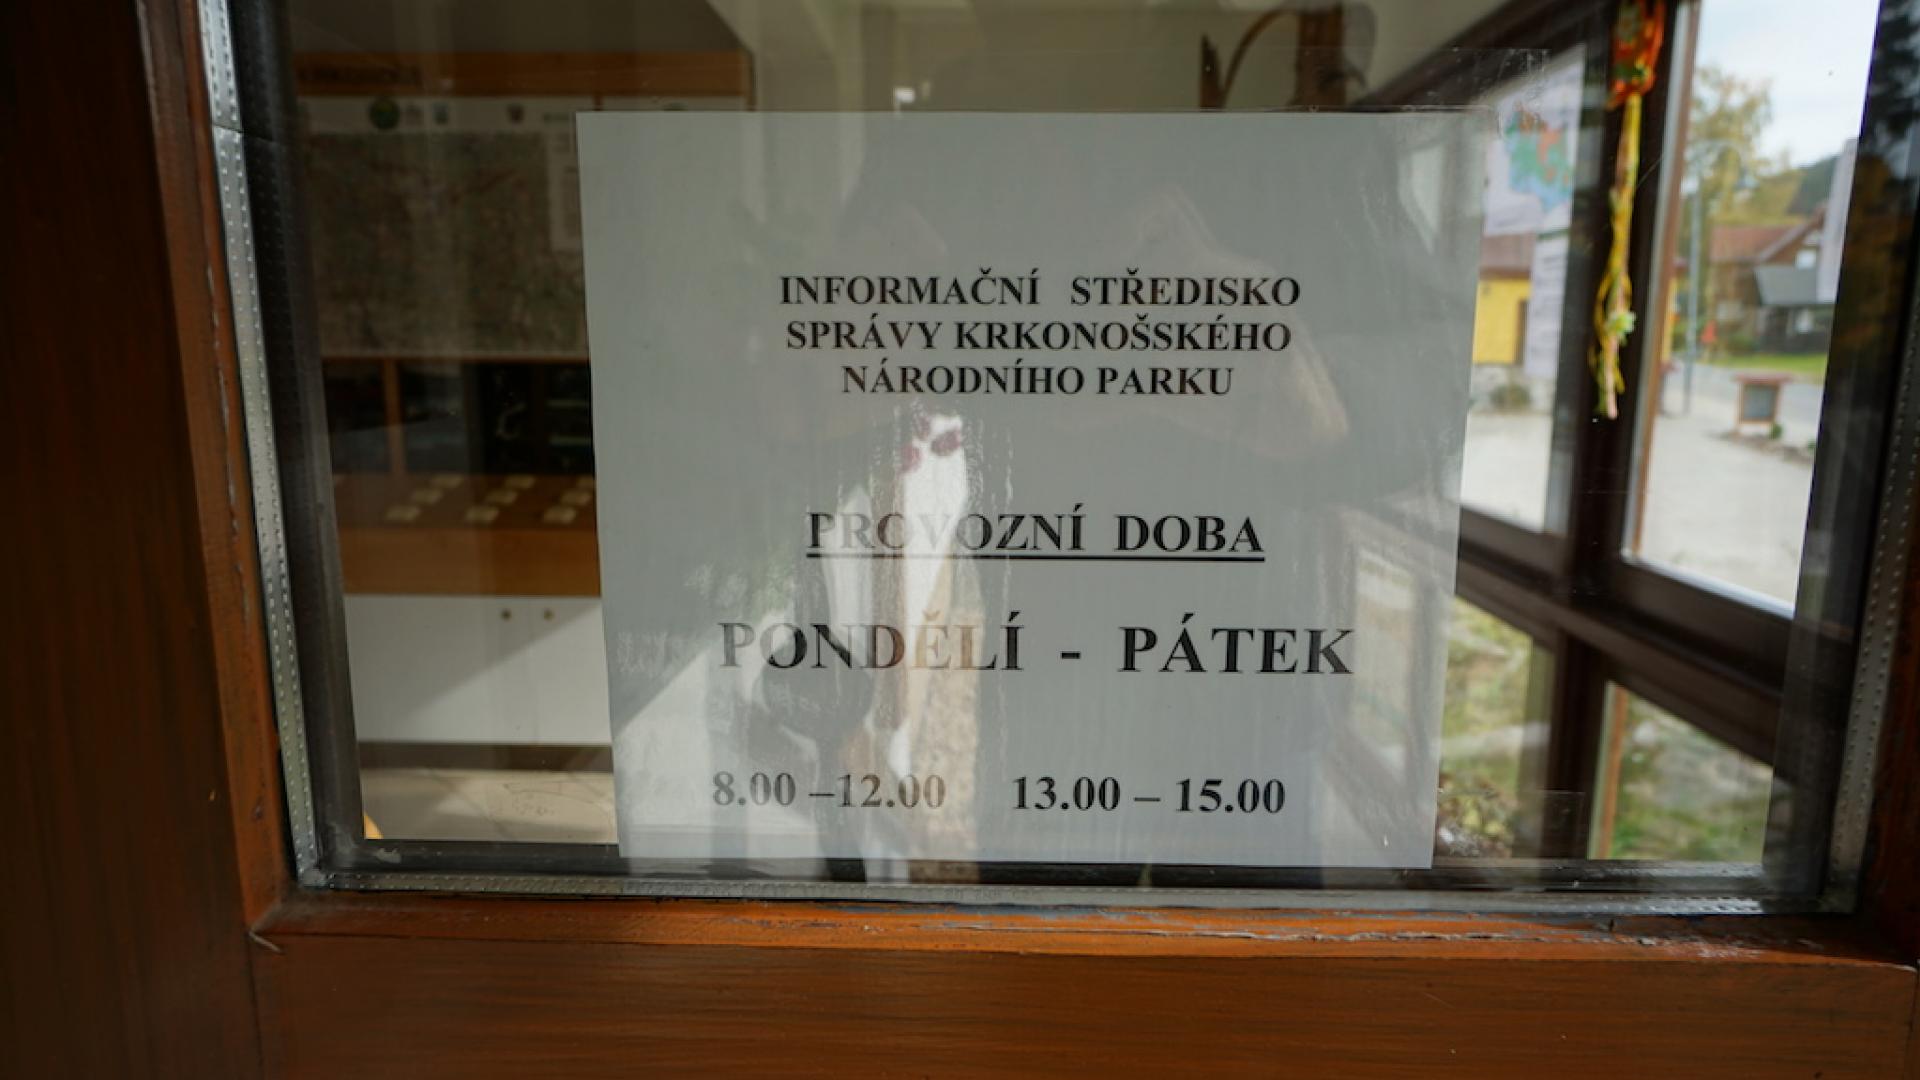 INFORMAČNÍ STŘEDISKO
SPRÁVY KRKONOŠSKÉHO
NÁRODNÍHO PARKU
PROVOZNÍ DOBA
PONDĚLÍ - PÁTEK
8.00 –12.00 13.00 – 15.00